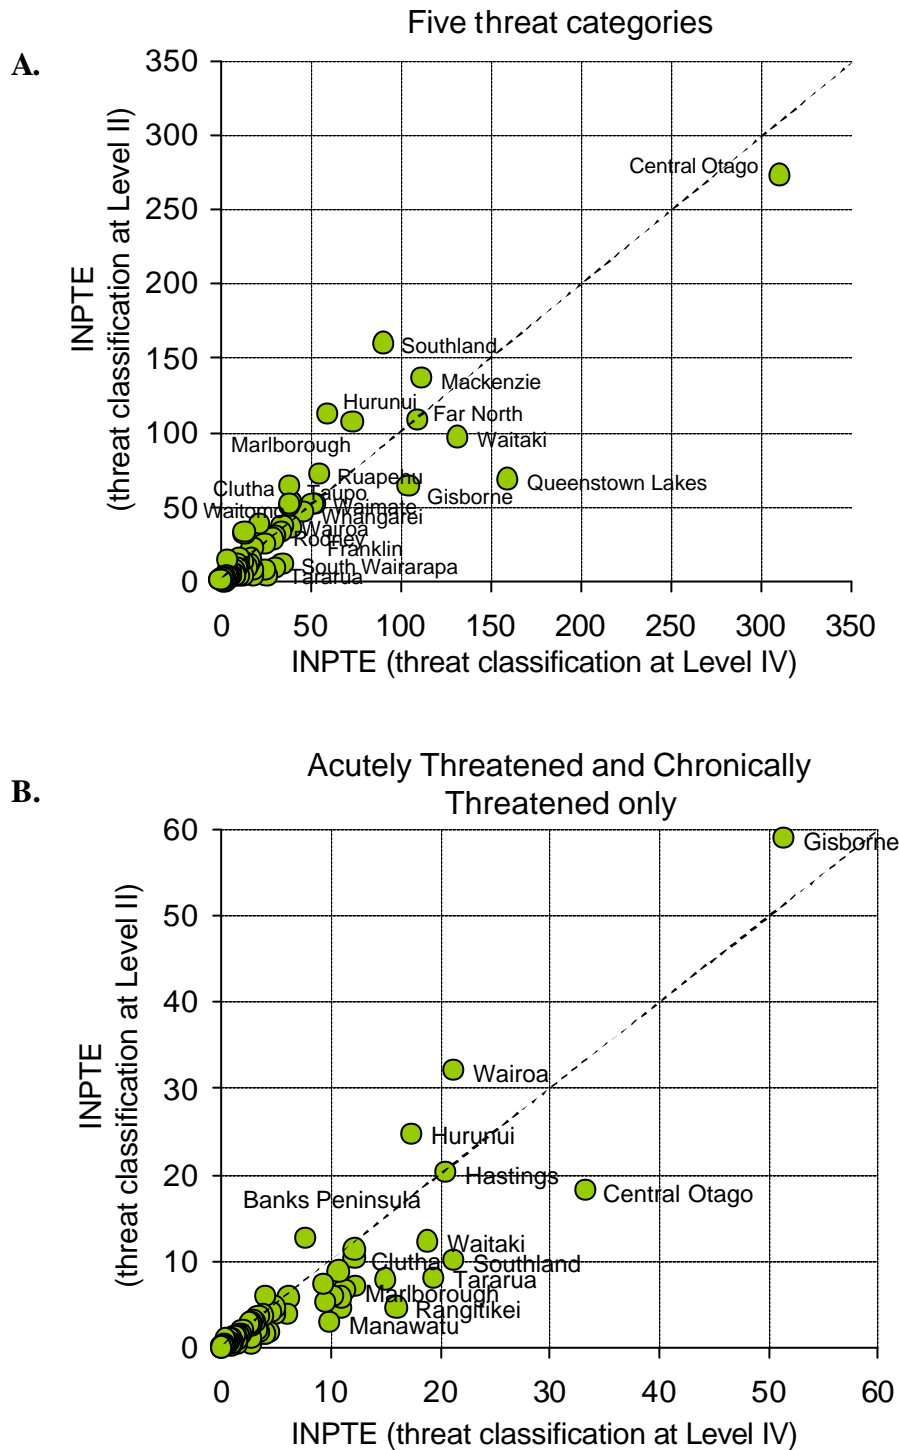 Five threat categories
A.
INPTE
(threat classification at Level II)
350
300
250
200
150
100
50
0
Central Otago
Southland
Mackenzie
Hurunui
Far North
Marlborough
Waitaki
Ruapehu
Queenstown Lakes
Clutha
Taupo
Gisborne
Waitomo
Waimate
Whangarei
Wairoa
Rodney
Franklin
South Wairarapa
Tararua
0 50 100 150 200 250 300 350
INPTE (threat classification at Level IV)
Acutely Threatened and Chronically
Threatened only
B.
INPTE
(threat classification at Level II)
60
50
40
30
20
10
0
Gisborne
Wairoa
Hurunui
Hastings
Banks Peninsula
Central Otago
Waitaki
Clutha
Southland
Tararua
Marlborough
Rangitikei
Manawatu
0 10 20 30 40 50 60
INPTE (threat classification at Level IV)